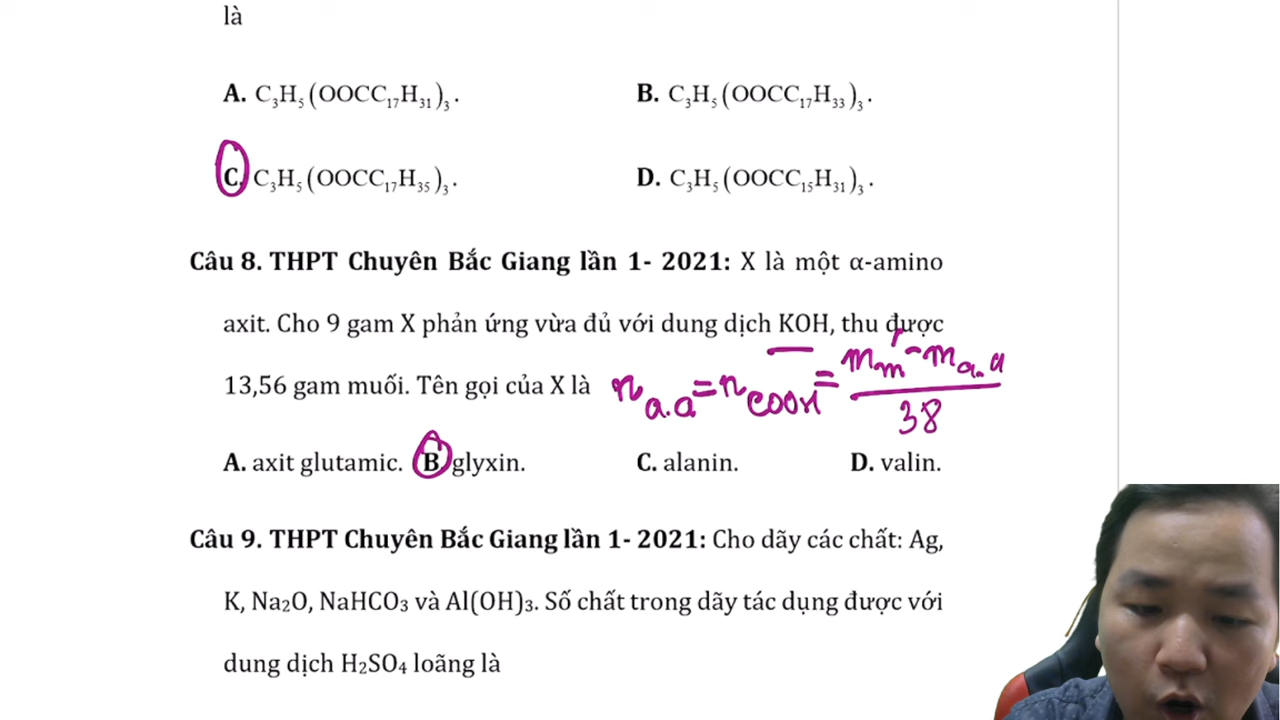 là
A. C₃H₅(OOCC₁₇H₃₁)₃. B. C₃H₅(OOCC₁₇H₃₃)₃.
C. C₃H₅(OOCC₁₇H₃₅)₃. D. C₃H₅(OOCC₁₅H₃₁)₃.
Câu 8. THPT Chuyên Bắc Giang lần 1- 2021: X là một α-amino
axit. Cho 9 gam X phản ứng vừa đủ với dung dịch KOH, thu được
13,56 gam muối. Tên gọi của X là
n a.a = n COOH = (m m' - m a.a) / 38
A. axit glutamic. B. glyxin. C. alanin. D. valin.
Câu 9. THPT Chuyên Bắc Giang lần 1- 2021: Cho dãy các chất: Ag,
K, Na₂O, NaHCO₃ và Al(OH)₃. Số chất trong dãy tác dụng được với
dung dịch H₂SO₄ loãng là